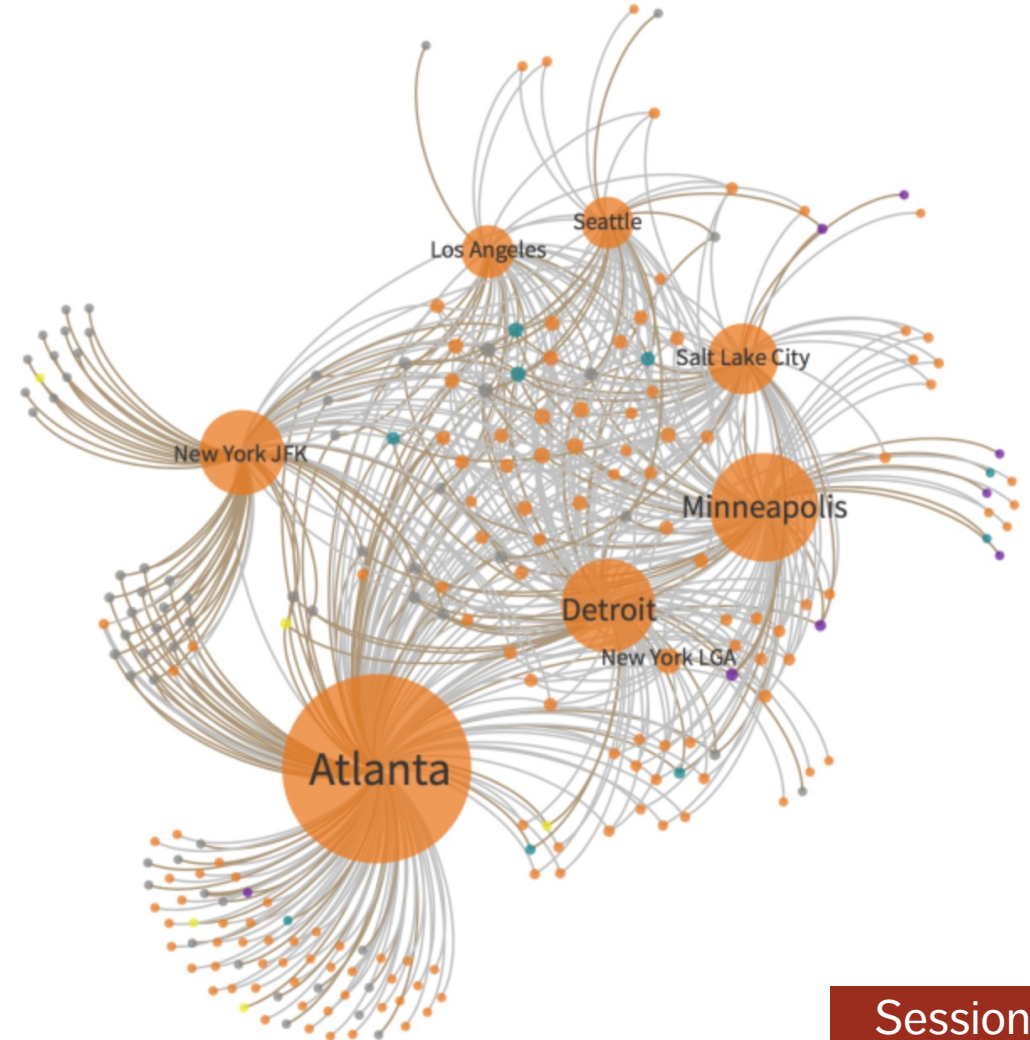 Seattle
Los Angeles
Salt Lake City
New York JFK
Minneapolis
Detroit
New York LGA
Atlanta
Session